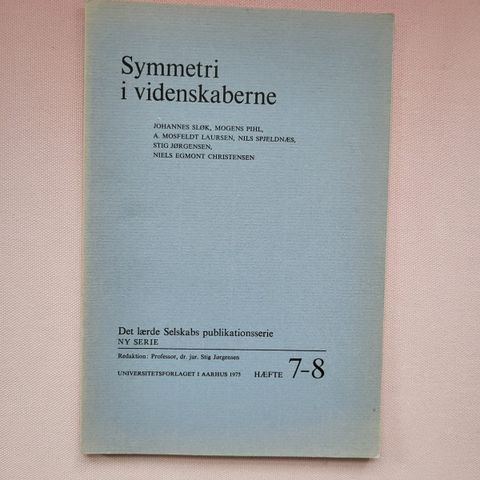 Symmetri
i videnskaberne
JOHANNES SLØK, MOGENS PIHL,
A. MOSFELDT LAURSEN, NILS SPJELDNÆS,
STIG JØRGENSEN,
NIELS EGMONT CHRISTENSEN
Det lærde Selskabs publikationsserie
NY SERIE
Redaktion: Professor, dr. jur. Stig Jørgensen
UNIVERSITETSFORLAGET I AARHUS 1975 HÆFTE 7-8